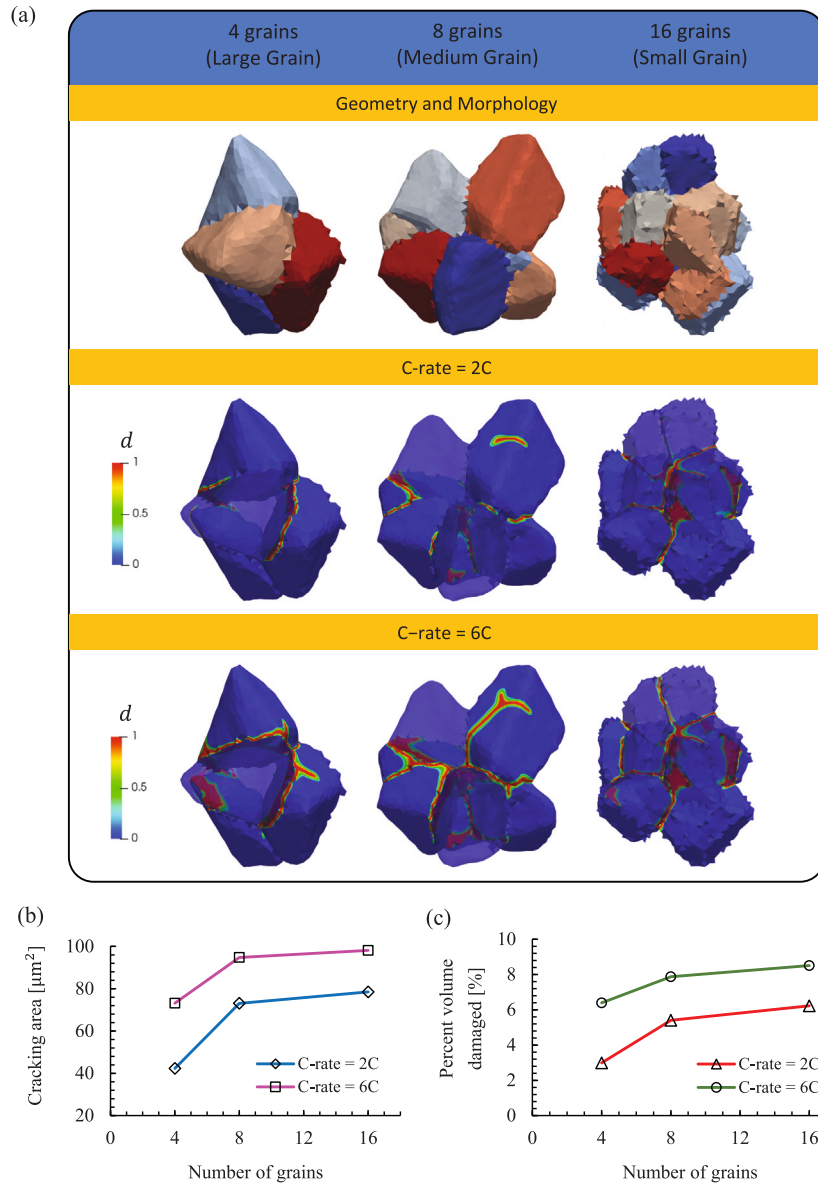 (a)
4 grains
(Large Grain)
8 grains
(Medium Grain)
16 grains
(Small Grain)
Geometry and Morphology
C-rate = 2C
d
1
0.5
0
C−rate = 6C
d
1
0.5
0
(b)
Cracking area [µm²]
100
80
60
40
20
0
4
8
12
16
Number of grains
C-rate = 2C
C-rate = 6C
(c)
Percent volume
damaged [%]
10
8
6
4
2
0
0
4
8
12
16
Number of grains
C-rate = 2C
C-rate = 6C